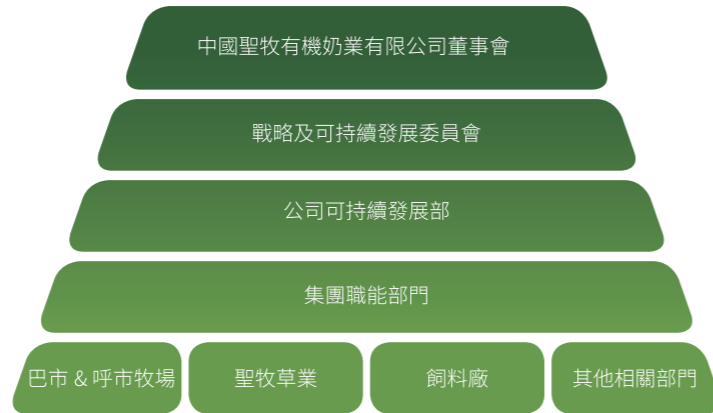 中國聖牧有機奶業有限公司董事會
戰略及可持續發展委員會
公司可持續發展部
集團職能部門
巴市 & 呼市牧場
聖牧草業
飼料廠
其他相關部門